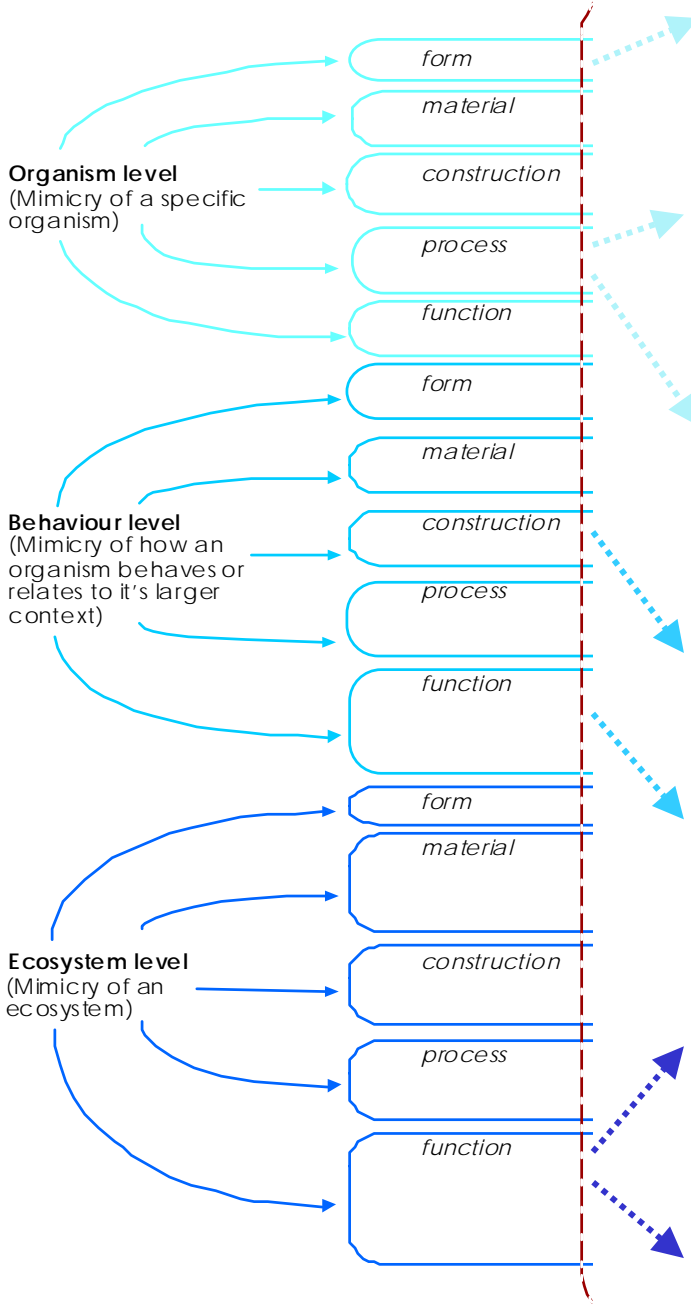 form
material
Organism level
(Mimicry of a specific
organism)
construction
process
function
form
material
Behaviour level
(Mimicry of how an
organism behaves or
relates to it's larger
context)
construction
process
function
form
material
Ecosystem level
(Mimicry of an
ecosystem)
construction
process
function